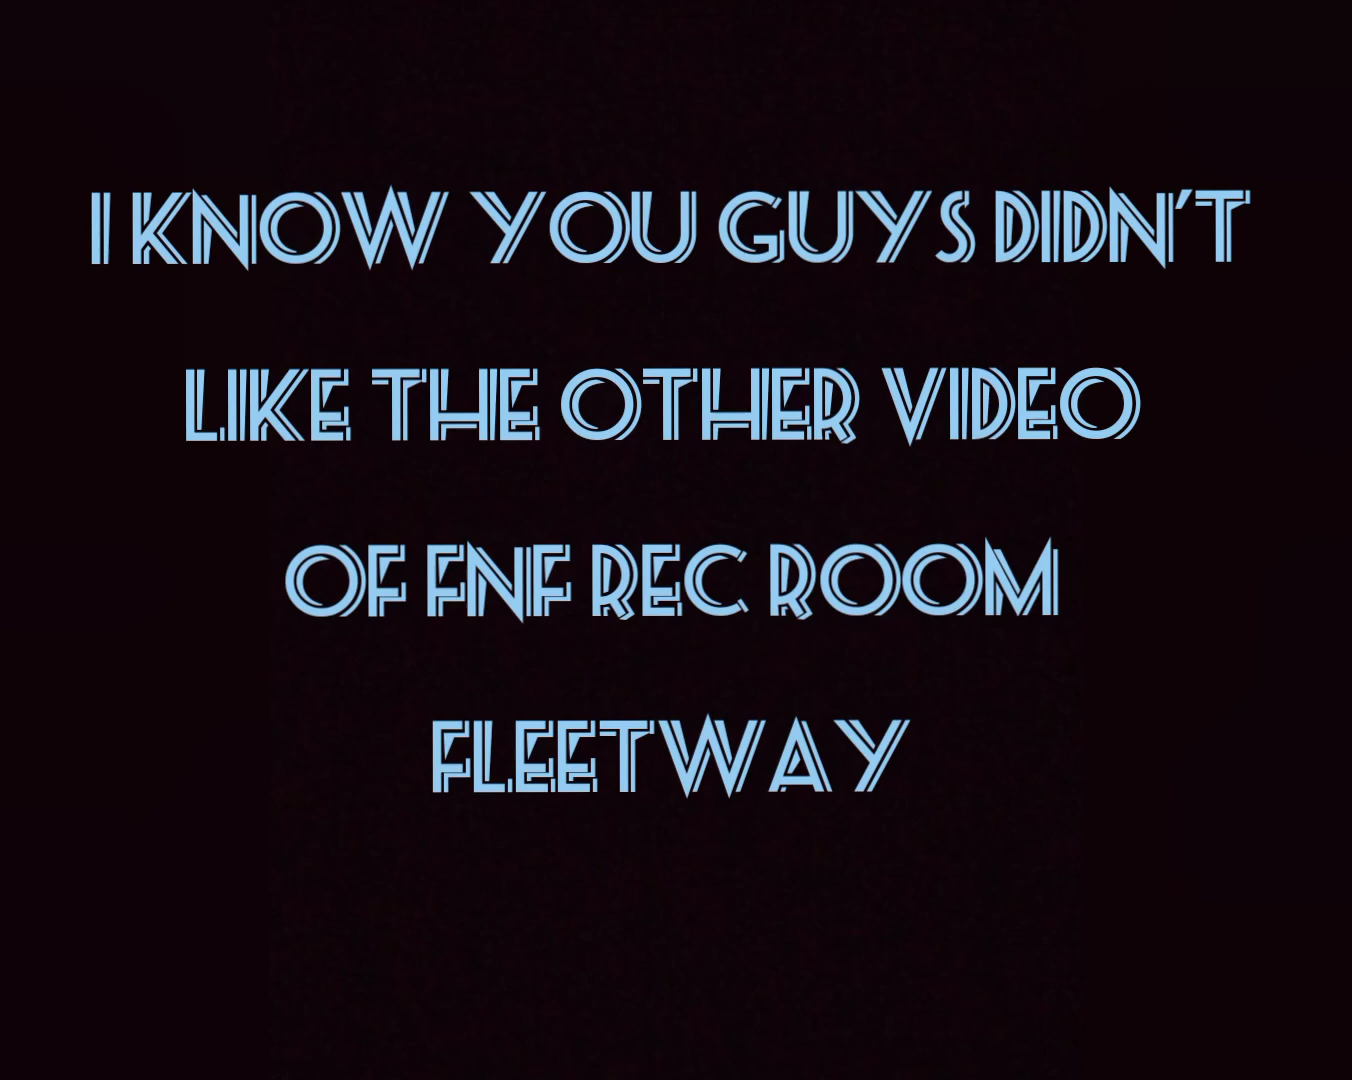 I KNOW YOU GUYS DIDN'T
LIKE THE OTHER VIDEO
OF FNF REC ROOM
FLEETWAY